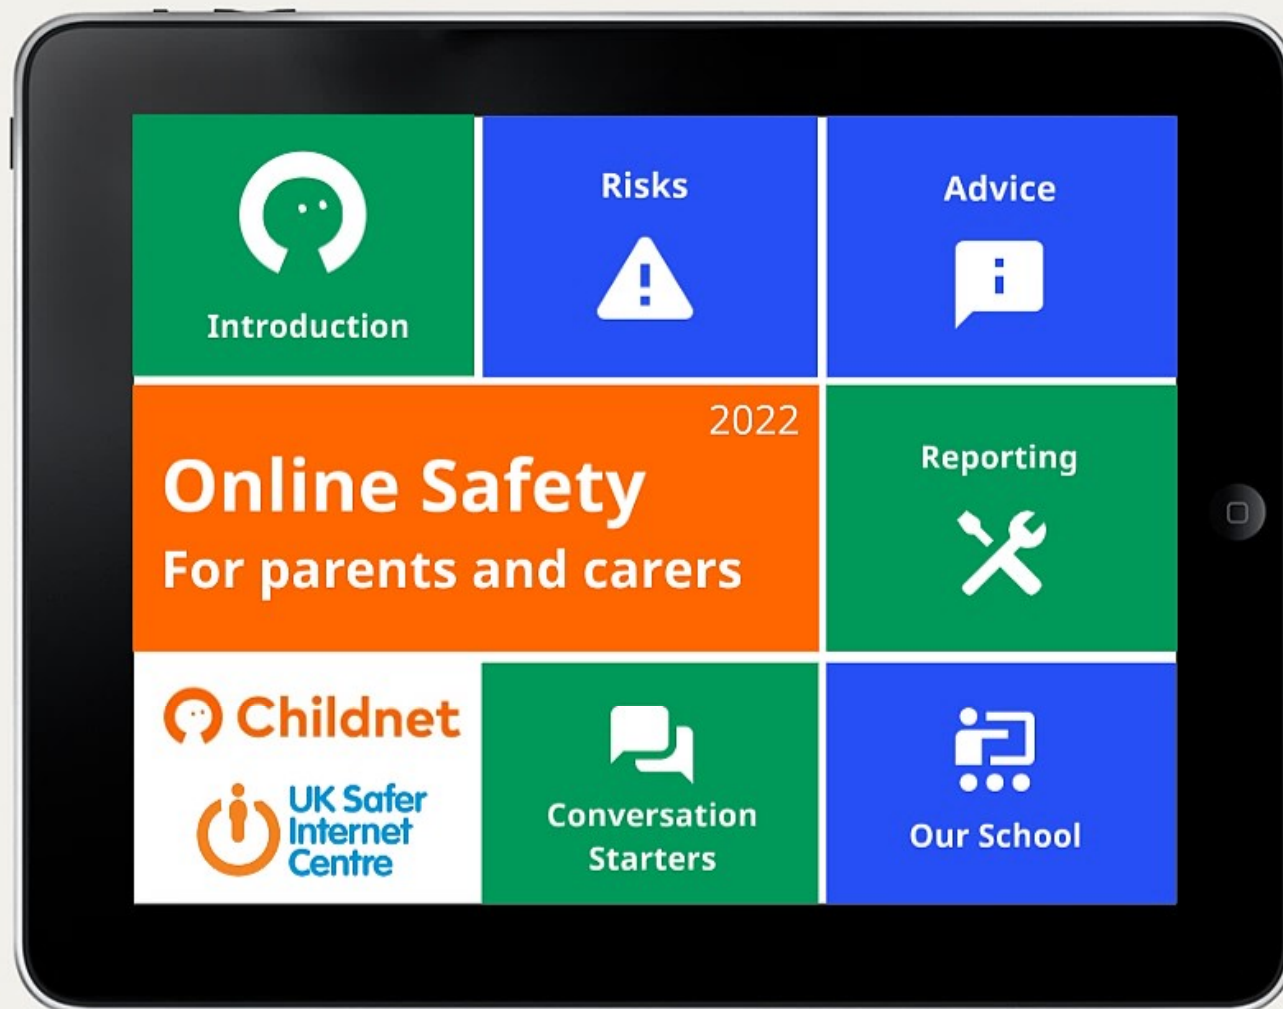 Introduction
Risks
Advice
2022
Online Safety
For parents and carers
Reporting
Childnet
UK Safer
Internet
Centre
Conversation
Starters
Our School